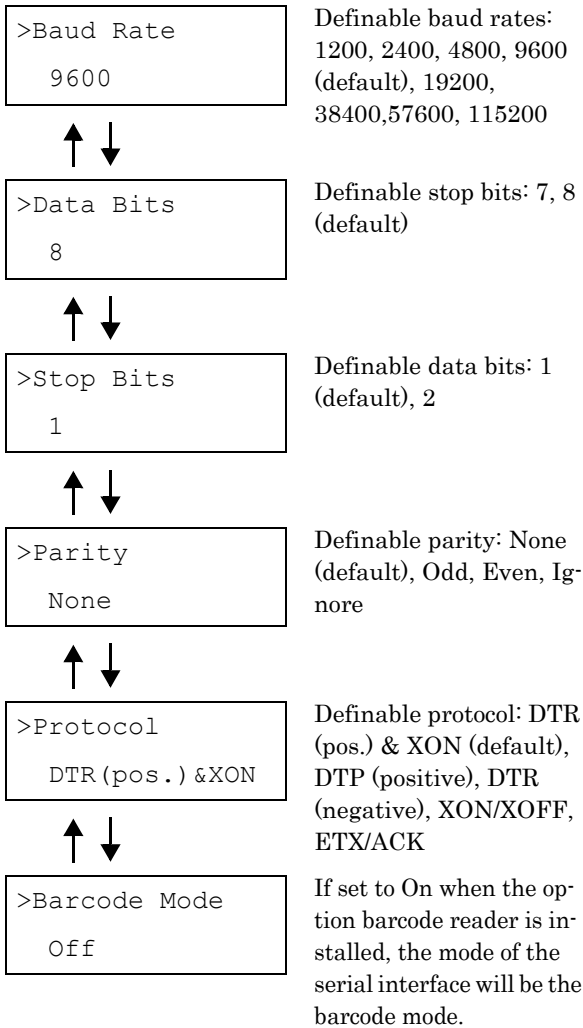 >Baud Rate
9600
Definable baud rates:
1200, 2400, 4800, 9600
(default), 19200,
38400,57600, 115200
>Data Bits
8
Definable stop bits: 7, 8
(default)
>Stop Bits
1
Definable data bits: 1
(default), 2
>Parity
None
Definable parity: None
(default), Odd, Even, Ig-
nore
>Protocol
DTR(pos.)&XON
Definable protocol: DTR
(pos.) & XON (default),
DTP (positive), DTR
(negative), XON/XOFF,
ETX/ACK
>Barcode Mode
Off
If set to On when the op-
tion barcode reader is in-
stalled, the mode of the
serial interface will be the
barcode mode.